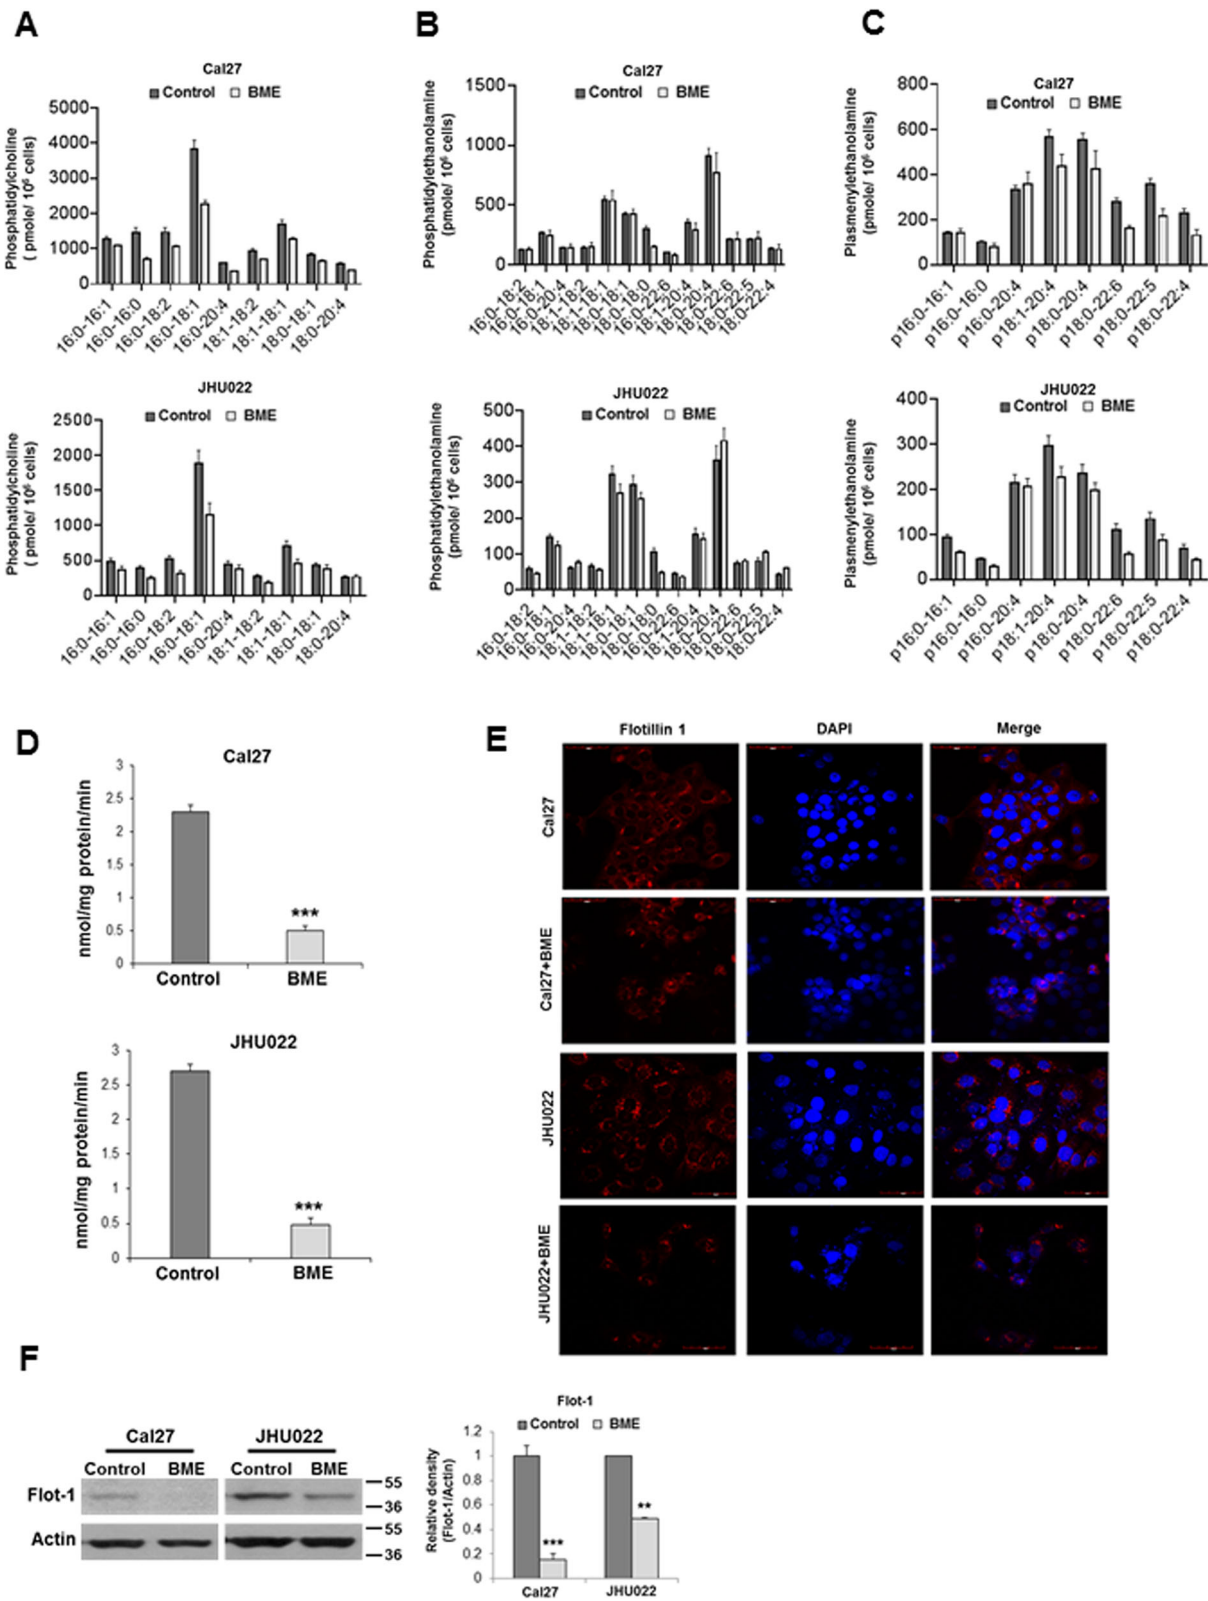 A
Cal27
Control BME
Phosphatidylcholine
( pmole/ 10⁶ cells)
5000
4000
3000
2000
1000
0
16:0-16:1
16:0-16:0
16:0-18:2
16:0-18:1
16:0-20:4
18:1-18:2
18:1-18:1
18:0-18:1
18:0-20:4
JHU022
Control BME
Phosphatidylcholine
( pmole/ 10⁶ cells)
2500
2000
1500
1000
500
0
16:0-16:1
16:0-16:0
16:0-18:2
16:0-18:1
16:0-20:4
18:1-18:2
18:1-18:1
18:0-18:1
18:0-20:4
B
Cal27
Control BME
Phosphatidylethanolamine
(pmole/ 10⁶ cells)
1500
1000
500
0
16:0-18:2
16:0-18:1
16:0-20:4
18:1-18:2
18:1-18:1
18:0-18:1
18:0-18:0
16:0-22:6
18:1-20:4
18:0-20:4
18:0-22:6
18:0-22:5
18:0-22:4
JHU022
Control BME
Phosphatidylethanolamine
(pmole/ 10⁶ cells)
500
400
300
200
100
0
16:0-18:2
16:0-18:1
16:0-20:4
18:1-18:2
18:1-18:1
18:0-18:1
18:0-18:0
16:0-22:6
18:1-20:4
18:0-20:4
18:0-22:6
18:0-22:5
18:0-22:4
C
Cal27
Control BME
Plasmenylethanolamine
(pmole/ 10⁶ cells)
800
600
400
200
0
p16:0-16:1
p16:0-16:0
p16:0-20:4
p18:1-20:4
p18:0-20:4
p18:0-22:6
p18:0-22:5
p18:0-22:4
JHU022
Control BME
Plasmenylethanolamine
(pmole/ 10⁶ cells)
400
300
200
100
0
p16:0-16:1
p16:0-16:0
p16:0-20:4
p18:1-20:4
p18:0-20:4
p18:0-22:6
p18:0-22:5
p18:0-22:4
D
Cal27
nmol/mg protein/min
3
2.5
2
1.5
1
0.5
0
***
Control BME
JHU022
nmol/mg protein/min
3
2.5
2
1.5
1
0.5
0
***
Control BME
E
Flotillin 1 DAPI Merge
Cal27
Cal27+BME
JHU022
JHU022+BME
F
Cal27 JHU022
Control BME Control BME
Flot-1
55
36
Actin
55
36
Flot-1
Control BME
Relative density
(Flot-1/Actin)
1.2
1
0.8
0.6
0.4
0.2
0
***
**
Cal27 JHU022